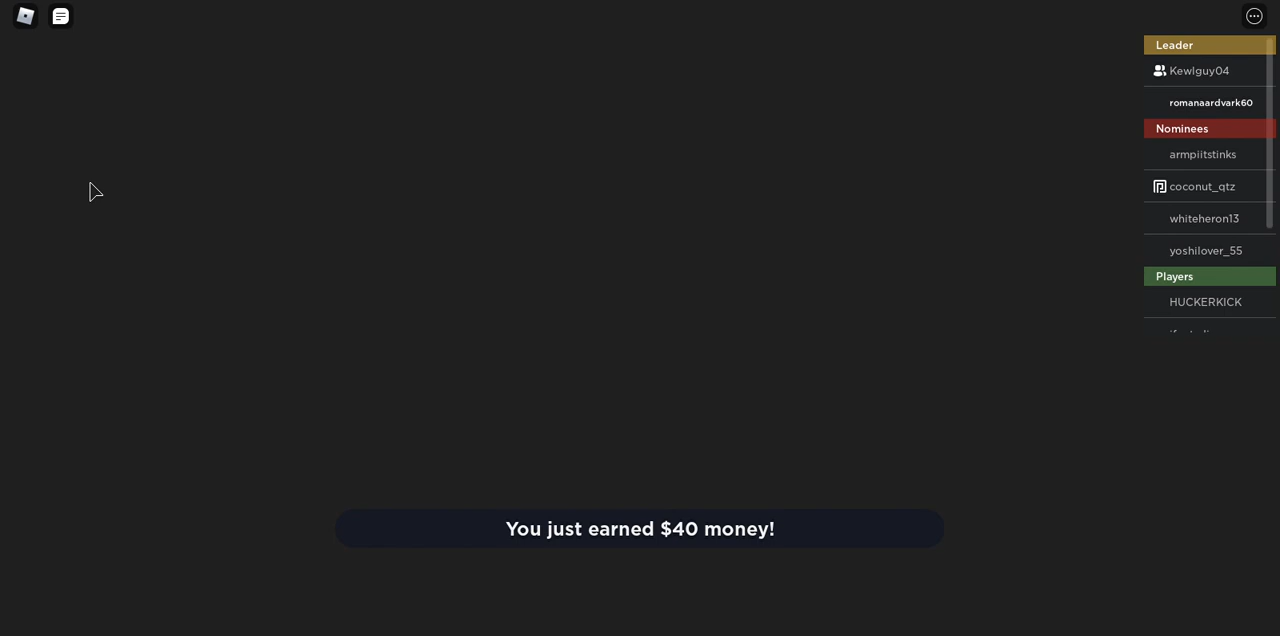 Leader
Kewlguy04
romanaardvark60
Nominees
armpiitstinks
coconut_qtz
whiteheron13
yoshilover_55
Players
HUCKERKICK
You just earned $40 money!